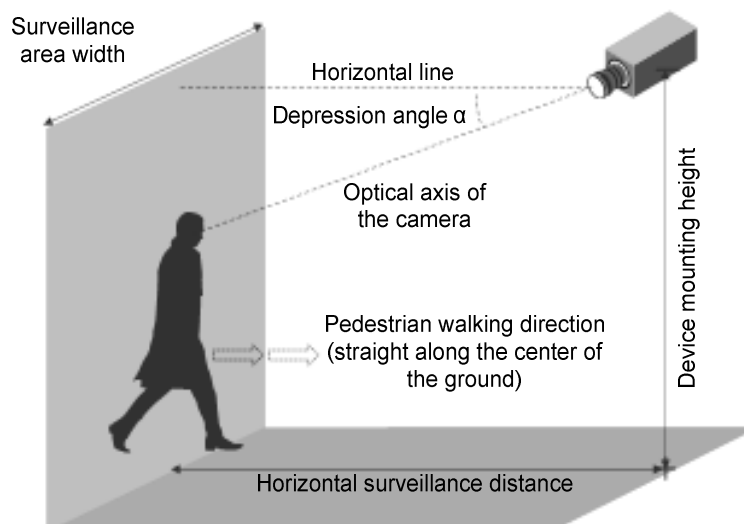 Surveillance
area width
Horizontal line
Depression angle α
Optical axis of
the camera
Device mounting height
Pedestrian walking direction
(straight along the center of
the ground)
Horizontal surveillance distance